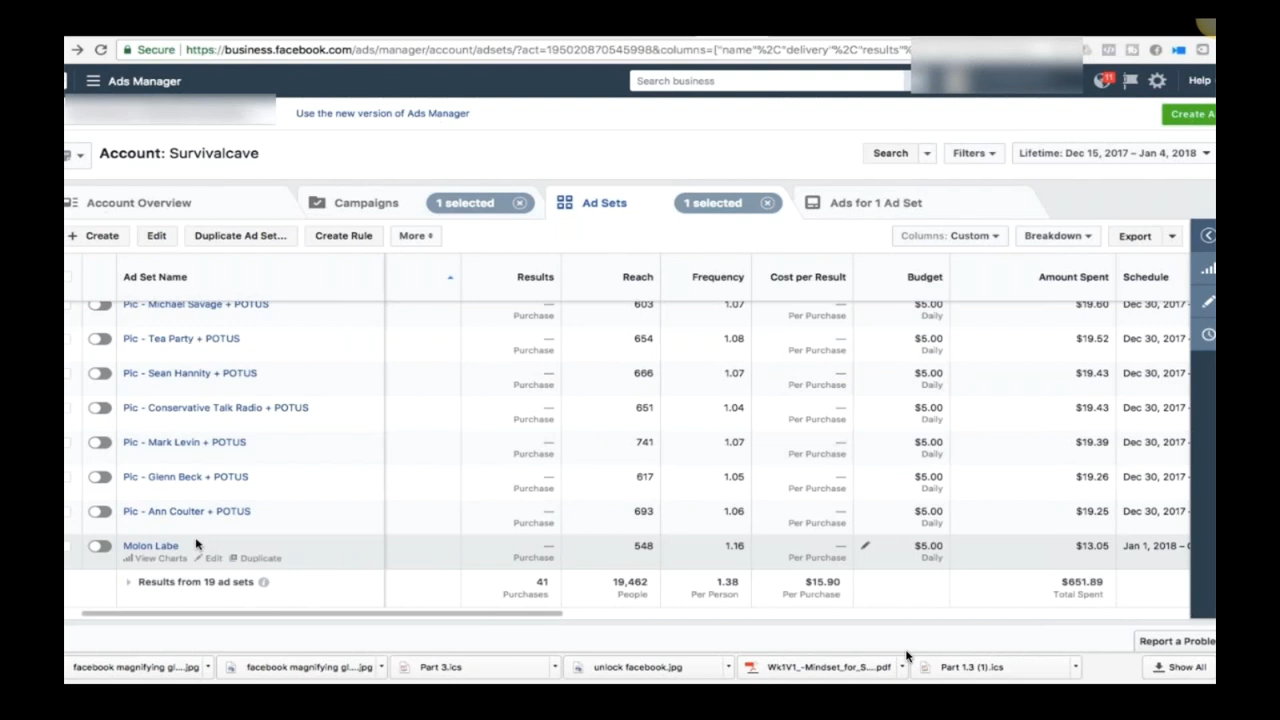 Secure https://business.facebook.com/ads/manager/account/adsets/?act=195020870545998&columns=["name"%2C"delivery"%2C"results"%
Ads Manager Search business 11 Help
Use the new version of Ads Manager
Create A
Account: Survivalcave Search Filters Lifetime: Dec 15, 2017 – Jan 4, 2018
Account Overview Campaigns 1 selected Ad Sets 1 selected Ads for 1 Ad Set
+ Create Edit Duplicate Ad Set... Create Rule More Columns: Custom Breakdown Export
Ad Set Name Results Reach Frequency Cost per Result Budget Amount Spent Schedule
Pic - Michael Savage + POTUS — 603 1.07 — $5.00 $19.60 Dec 30, 2017 -
Purchase Per Purchase Daily
Pic - Tea Party + POTUS — 654 1.08 — $5.00 $19.52 Dec 30, 2017 -
Purchase Per Purchase Daily
Pic - Sean Hannity + POTUS — 666 1.07 — $5.00 $19.43 Dec 30, 2017 -
Purchase Per Purchase Daily
Pic - Conservative Talk Radio + POTUS — 651 1.04 — $5.00 $19.43 Dec 30, 2017 -
Purchase Per Purchase Daily
Pic - Mark Levin + POTUS — 741 1.07 — $5.00 $19.39 Dec 30, 2017 -
Purchase Per Purchase Daily
Pic - Glenn Beck + POTUS — 617 1.05 — $5.00 $19.26 Dec 30, 2017 -
Purchase Per Purchase Daily
Pic - Ann Coulter + POTUS — 693 1.06 — $5.00 $19.25 Dec 30, 2017 -
Purchase Per Purchase Daily
Molon Labe — 548 1.16 — $5.00 $13.05 Jan 1, 2018 –
View Charts Edit Duplicate Purchase Per Purchase Daily
Results from 19 ad sets 41 19,462 1.38 $15.90 $651.89
Purchases People Per Person Per Purchase Total Spent
Report a Proble
facebook magnifying gl....jpg facebook magnifying gl....jpg Part 3.ics unlock facebook.jpg Wk1V1_-Mindset_for_S....pdf Part 1.3 (1).ics Show All